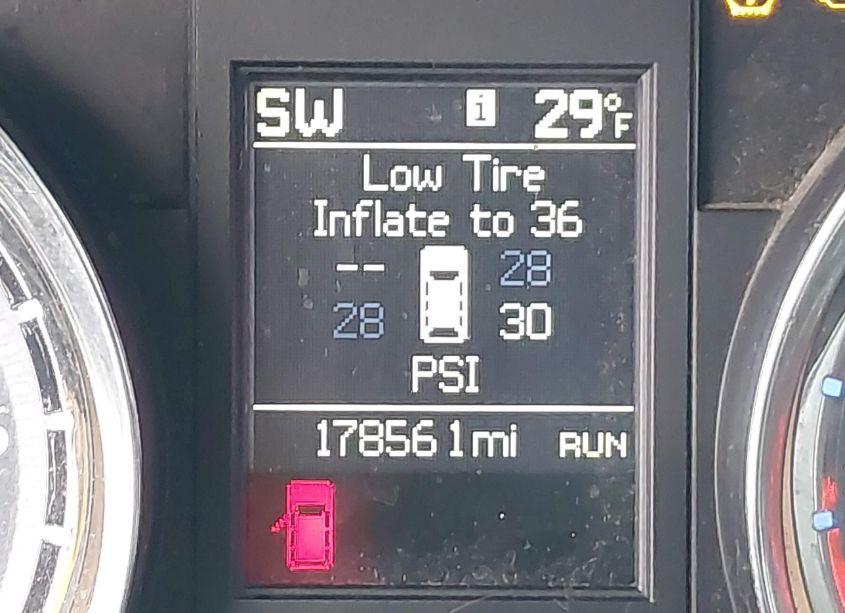 SW i 29°F
Low Tire
Inflate to 36
-- 28
28 30
PSI
178561mi RUN